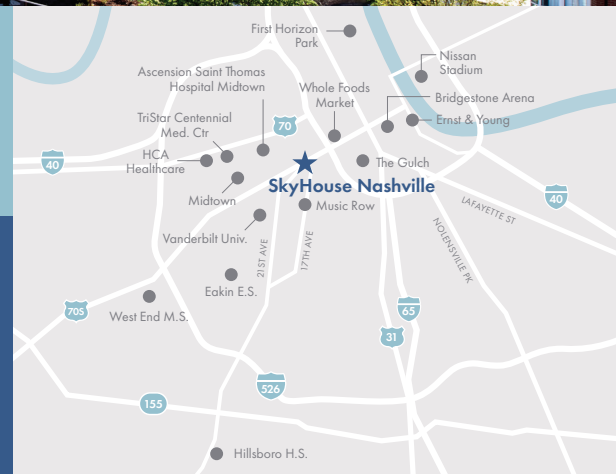 First Horizon
Park
Nissan
Stadium
Ascension Saint Thomas
Hospital Midtown
Whole Foods
Market
Bridgestone Arena
TriStar Centennial
Med. Ctr
70
Ernst & Young
HCA
Healthcare
40
The Gulch
SkyHouse Nashville
Midtown
40
Music Row
LAFAYETTE ST
Vanderbilt Univ.
21ST AVE
17TH AVE
NOLENSVILLE PK
Eakin E.S.
West End M.S.
705
65
31
526
155
Hillsboro H.S.